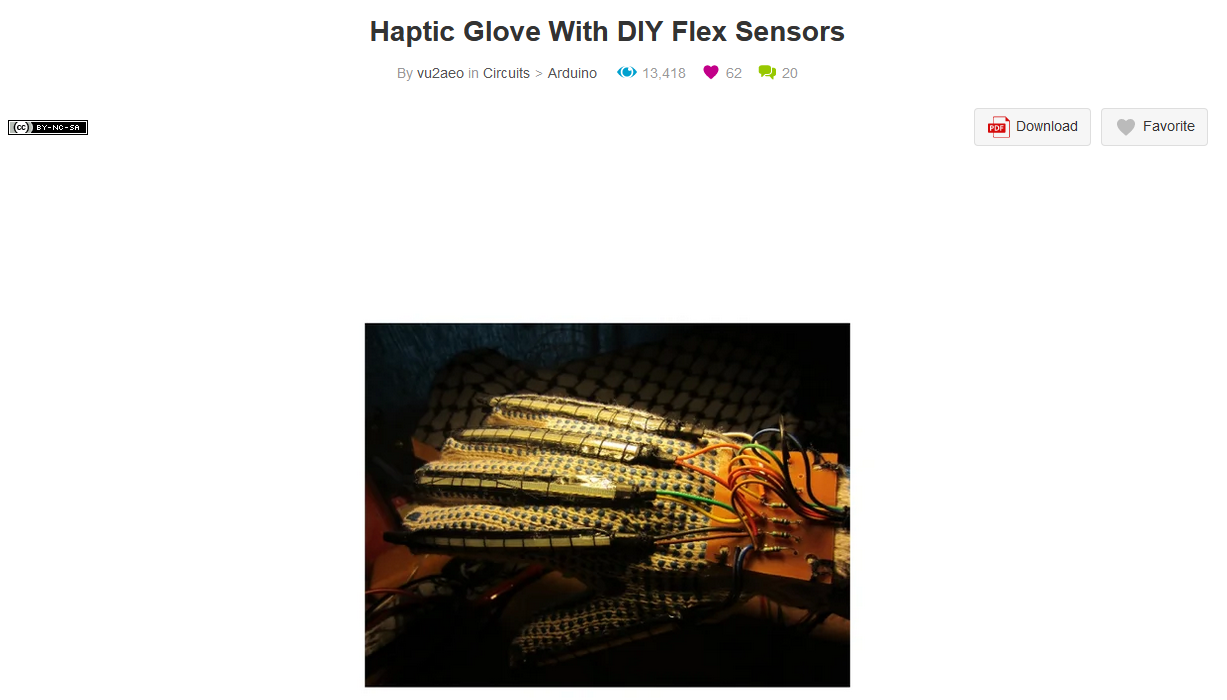 Haptic Glove With DIY Flex Sensors
By vu2aeo in Circuits > Arduino 13,418 62 20
(cc) BY-NC-SA
PDF Download Favorite